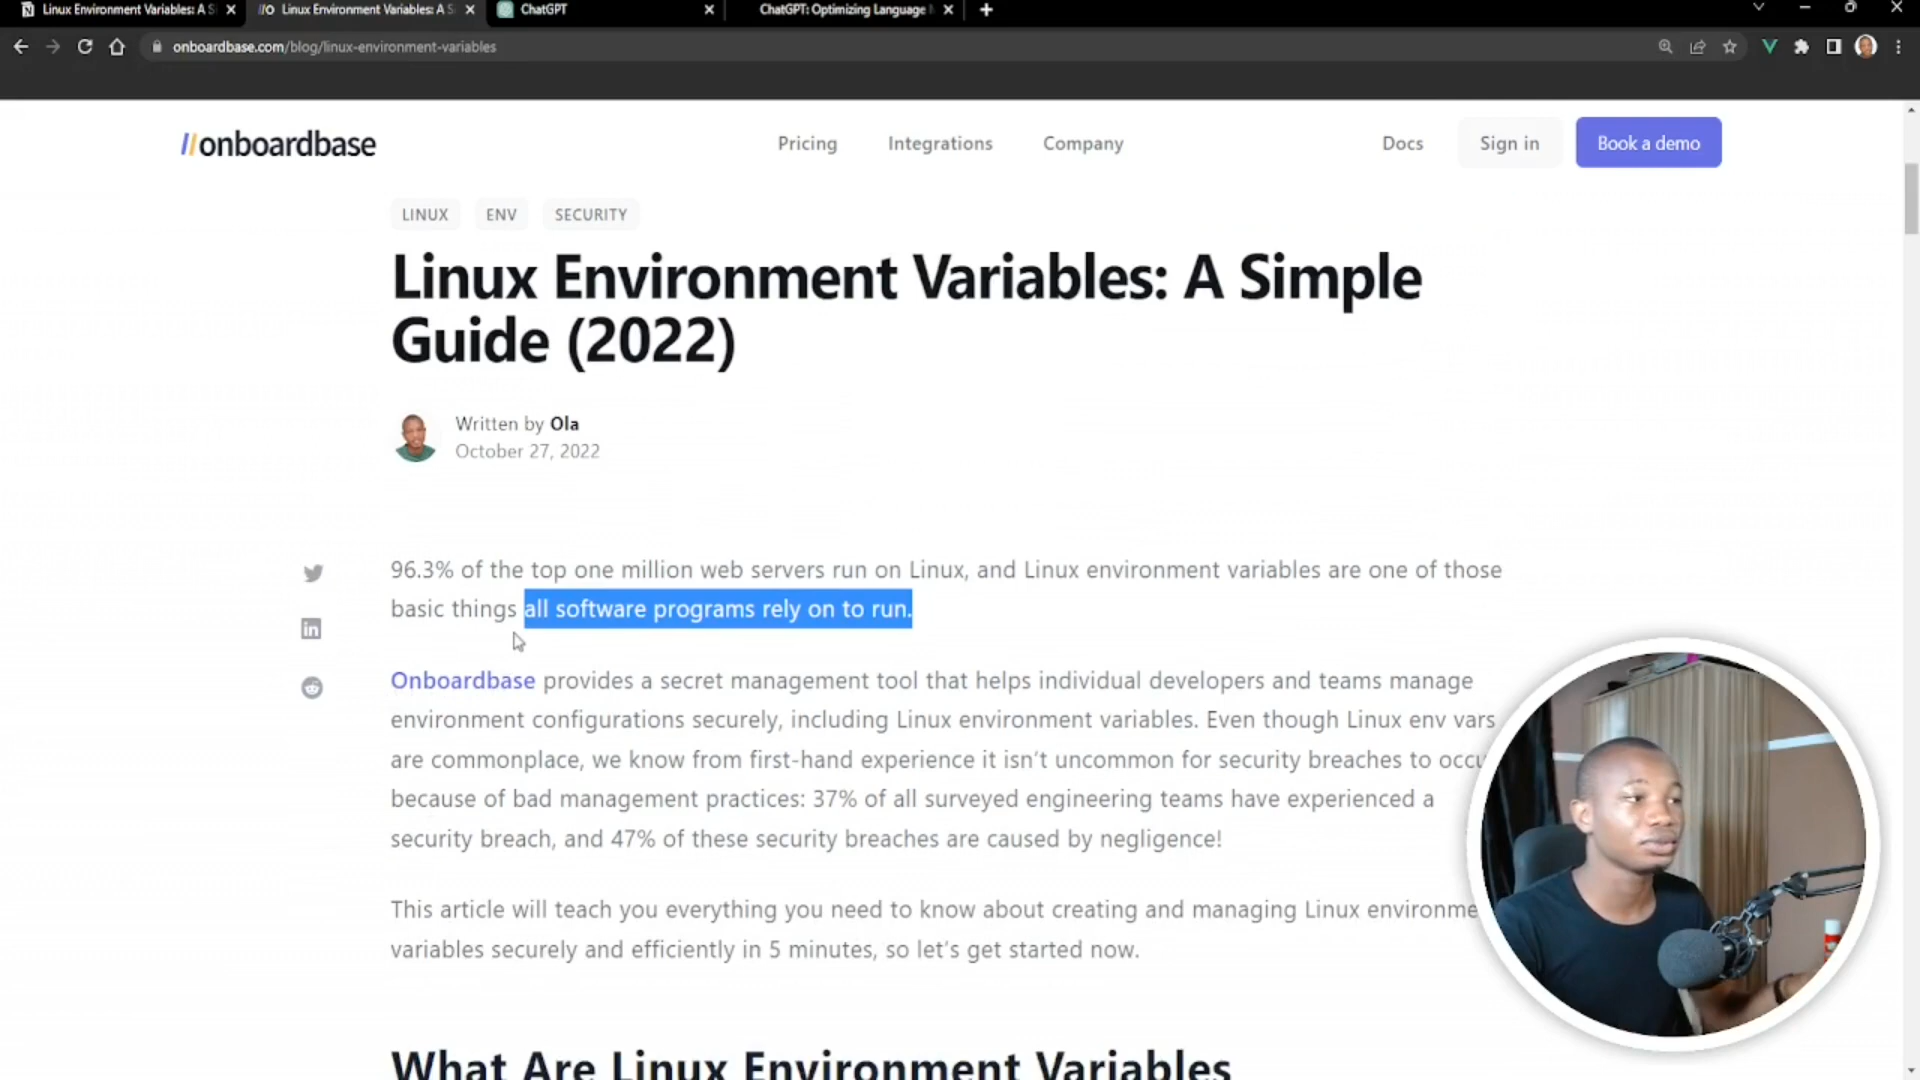 Linux Environment Variables: A S
Linux Environment Variables: A S
ChatGPT
ChatGPT: Optimizing Language
onboardbase.com/blog/linux-environment-variables
//onboardbase
Pricing
Integrations
Company
Docs
Sign in
Book a demo
LINUX
ENV
SECURITY
Linux Environment Variables: A Simple
Guide (2022)
Written by Ola
October 27, 2022
96.3% of the top one million web servers run on Linux, and Linux environment variables are one of those
basic things all software programs rely on to run.
Onboardbase provides a secret management tool that helps individual developers and teams manage
environment configurations securely, including Linux environment variables. Even though Linux env vars
are commonplace, we know from first-hand experience it isn't uncommon for security breaches to occu
because of bad management practices: 37% of all surveyed engineering teams have experienced a
security breach, and 47% of these security breaches are caused by negligence!
This article will teach you everything you need to know about creating and managing Linux environme
variables securely and efficiently in 5 minutes, so let's get started now.
What Are Linux Environment Variables